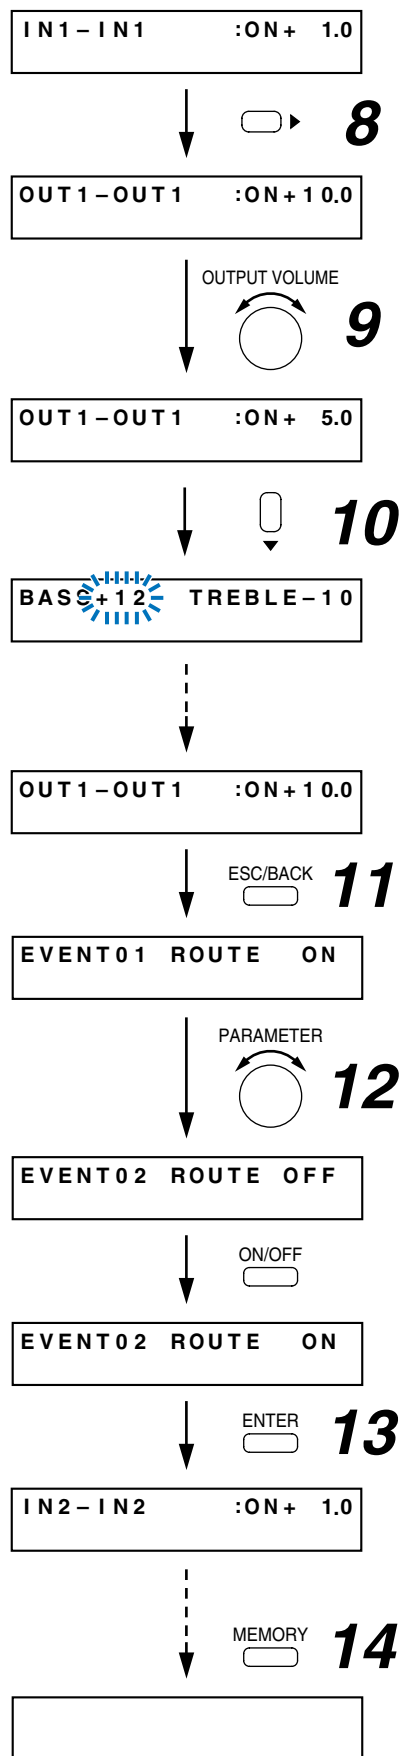 IN1–IN1 :ON+ 1.0
8
OUT1–OUT1 :ON+10.0
OUTPUT VOLUME
9
OUT1–OUT1 :ON+ 5.0
10
BASS+12 TREBLE–10
OUT1–OUT1 :ON+10.0
ESC/BACK
11
EVENT01 ROUTE ON
PARAMETER
12
EVENT02 ROUTE OFF
ON/OFF
EVENT02 ROUTE ON
ENTER
13
IN2–IN2 :ON+ 1.0
MEMORY
14